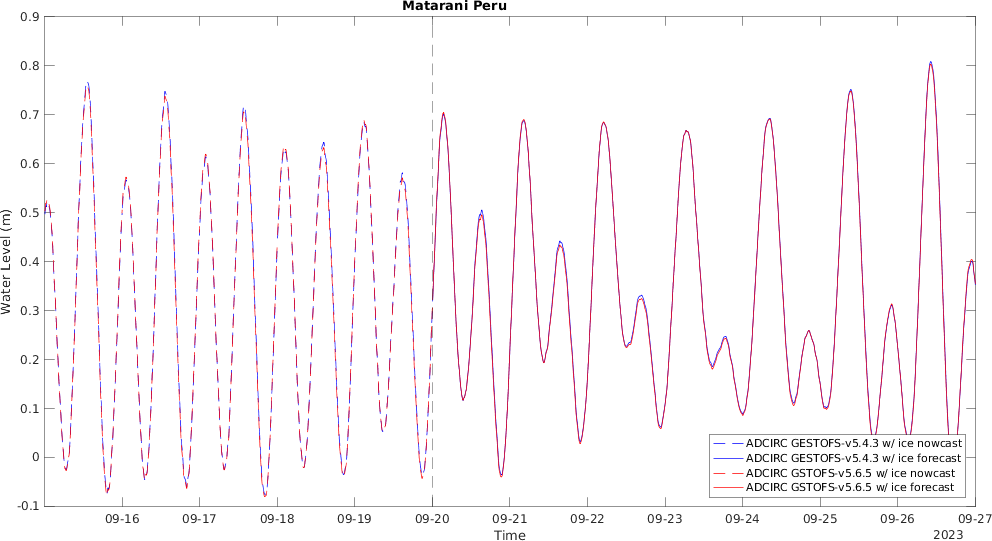 Matarani Peru
0.9
0.8
0.7
0.6
0.5
0.4
0.3
0.2
0.1
0
-0.1
Water Level (m)
ADCIRC GESTOFS-v5.4.3 w/ ice nowcast
ADCIRC GESTOFS-v5.4.3 w/ ice forecast
ADCIRC GSTOFS-v5.6.5 w/ ice nowcast
ADCIRC GSTOFS-v5.6.5 w/ ice forecast
09-16 09-17 09-18 09-19 09-20 09-21 09-22 09-23 09-24 09-25 09-26 09-27
Time
2023